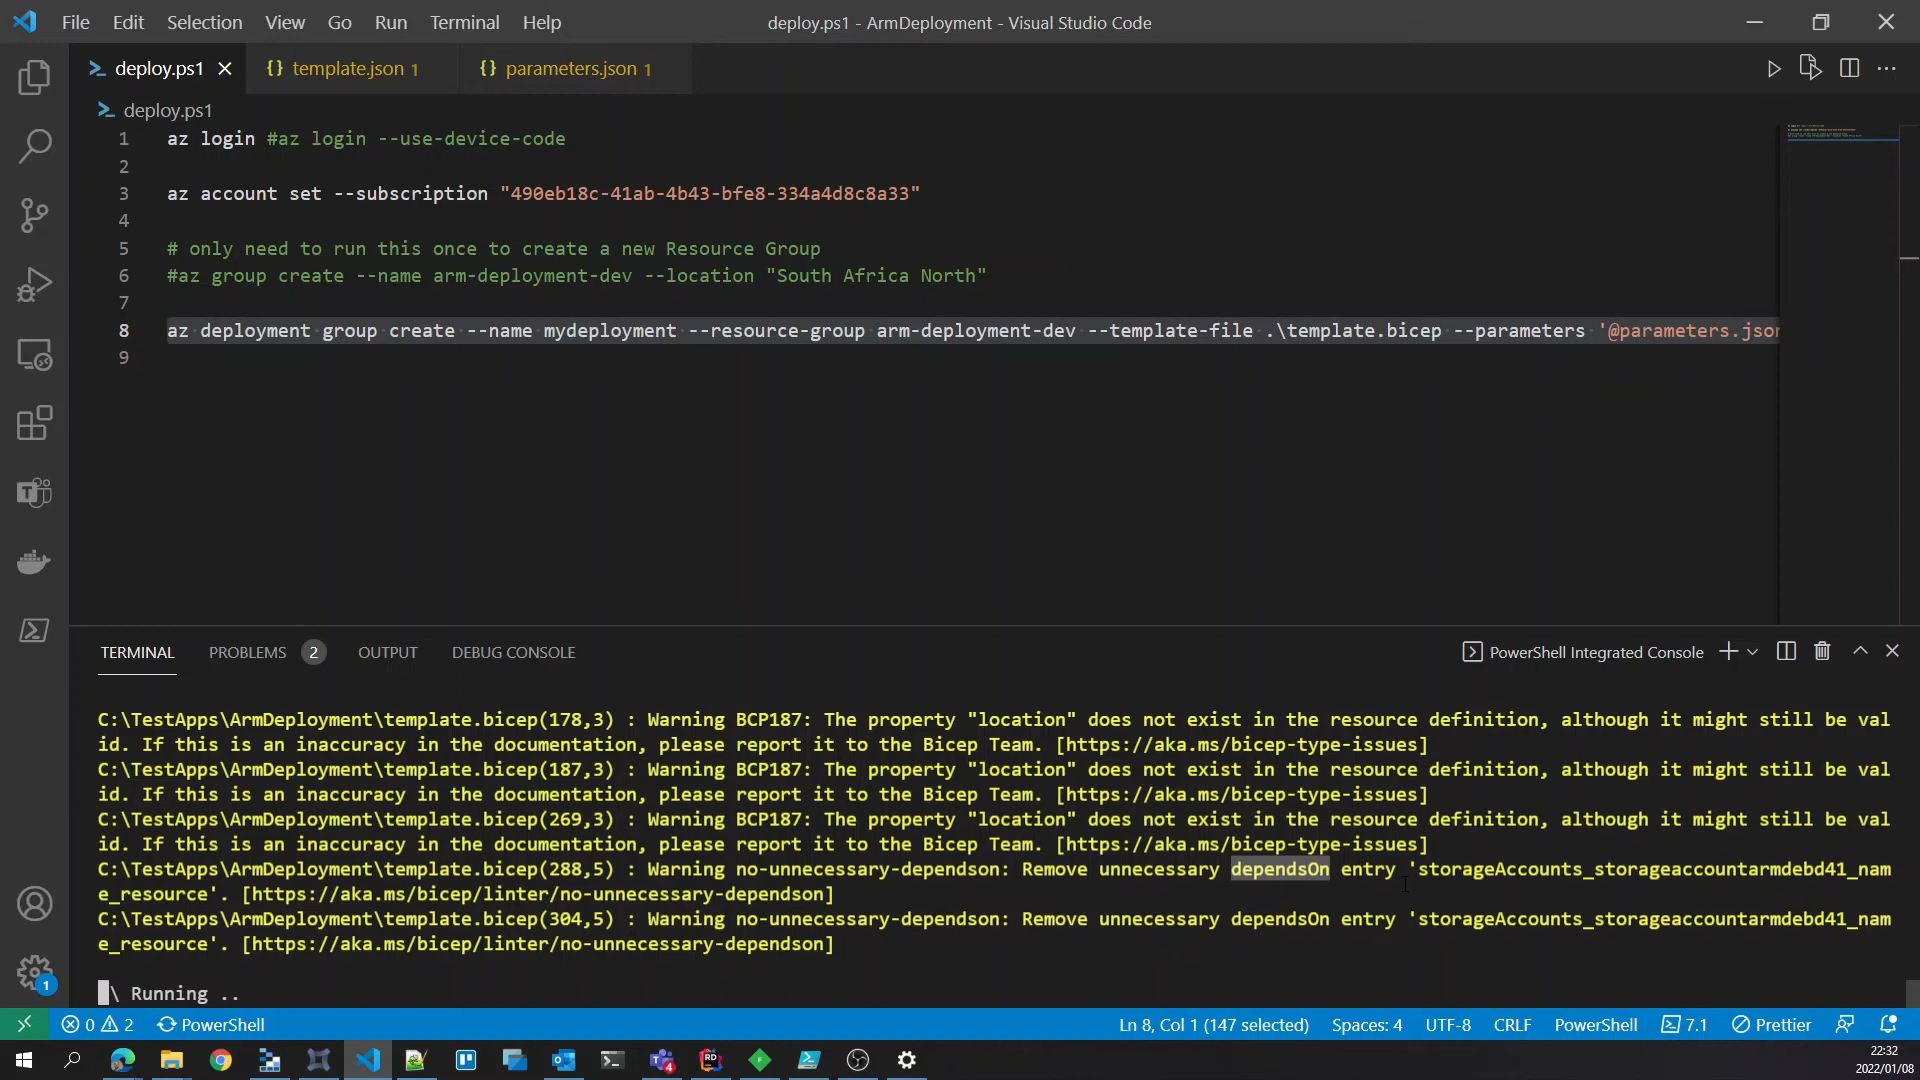 File Edit Selection View Go Run Terminal Help
deploy.ps1 - ArmDeployment - Visual Studio Code
deploy.ps1
{} template.json 1
{} parameters.json 1
deploy.ps1
1 az login #az login --use-device-code
2
3 az account set --subscription "490eb18c-41ab-4b43-bfe8-334a4d8c8a33"
4
5 # only need to run this once to create a new Resource Group
6 #az group create --name arm-deployment-dev --location "South Africa North"
7
8 az deployment group create --name mydeployment --resource-group arm-deployment-dev --template-file .\template.bicep --parameters '@parameters.json
9
TERMINAL PROBLEMS 2 OUTPUT DEBUG CONSOLE
PowerShell Integrated Console
C:\TestApps\ArmDeployment\template.bicep(178,3) : Warning BCP187: The property "location" does not exist in the resource definition, although it might still be val
id. If this is an inaccuracy in the documentation, please report it to the Bicep Team. [https://aka.ms/bicep-type-issues]
C:\TestApps\ArmDeployment\template.bicep(187,3) : Warning BCP187: The property "location" does not exist in the resource definition, although it might still be val
id. If this is an inaccuracy in the documentation, please report it to the Bicep Team. [https://aka.ms/bicep-type-issues]
C:\TestApps\ArmDeployment\template.bicep(269,3) : Warning BCP187: The property "location" does not exist in the resource definition, although it might still be val
id. If this is an inaccuracy in the documentation, please report it to the Bicep Team. [https://aka.ms/bicep-type-issues]
C:\TestApps\ArmDeployment\template.bicep(288,5) : Warning no-unnecessary-dependson: Remove unnecessary dependsOn entry 'storageAccounts_storageaccountarmdebd41_nam
e_resource'. [https://aka.ms/bicep/linter/no-unnecessary-dependson]
C:\TestApps\ArmDeployment\template.bicep(304,5) : Warning no-unnecessary-dependson: Remove unnecessary dependsOn entry 'storageAccounts_storageaccountarmdebd41_nam
e_resource'. [https://aka.ms/bicep/linter/no-unnecessary-dependson]
\ Running ..
1
0 2 PowerShell
Ln 8, Col 1 (147 selected) Spaces: 4 UTF-8 CRLF PowerShell 7.1 Prettier
4
RD
22:32
2022/01/08